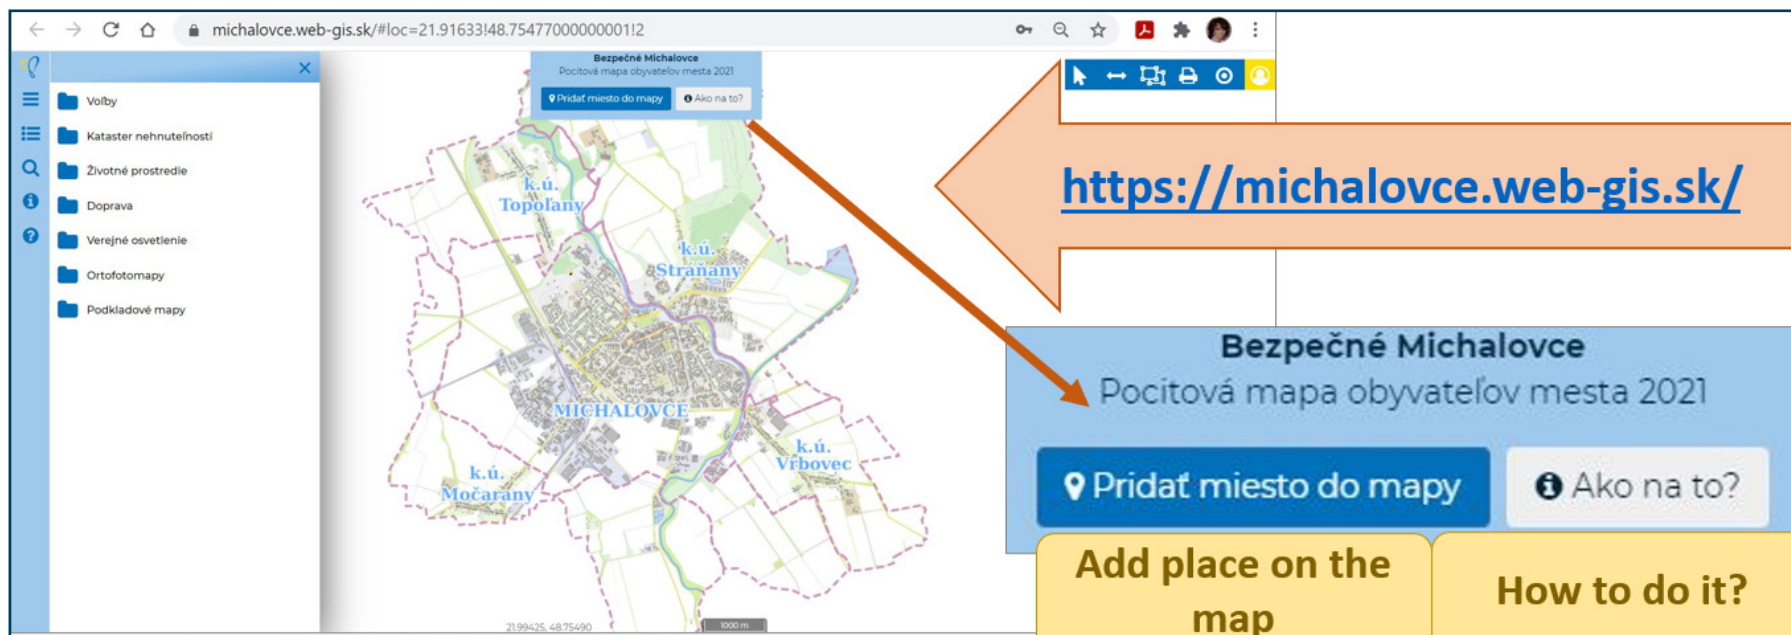 michalovce.web-gis.sk/#loc=21.91633!48.75477000000001!2
Bezpečné Michalovce
Pocitová mapa obyvateľov mesta 2021
Pridať miesto do mapy
Ako na to?
Voľby
Kataster nehnuteľností
Životné prostredie
Doprava
Verejné osvetlenie
Ortofotomapy
Podkladové mapy
k.ú.
Topoľany
k.ú.
Stráňany
MICHALOVCE
k.ú.
Vrbovec
k.ú.
Močarany
21.99425, 48.75490
1000 m
https://michalovce.web-gis.sk/
Bezpečné Michalovce
Pocitová mapa obyvateľov mesta 2021
Pridať miesto do mapy
Ako na to?
Add place on the
map
How to do it?